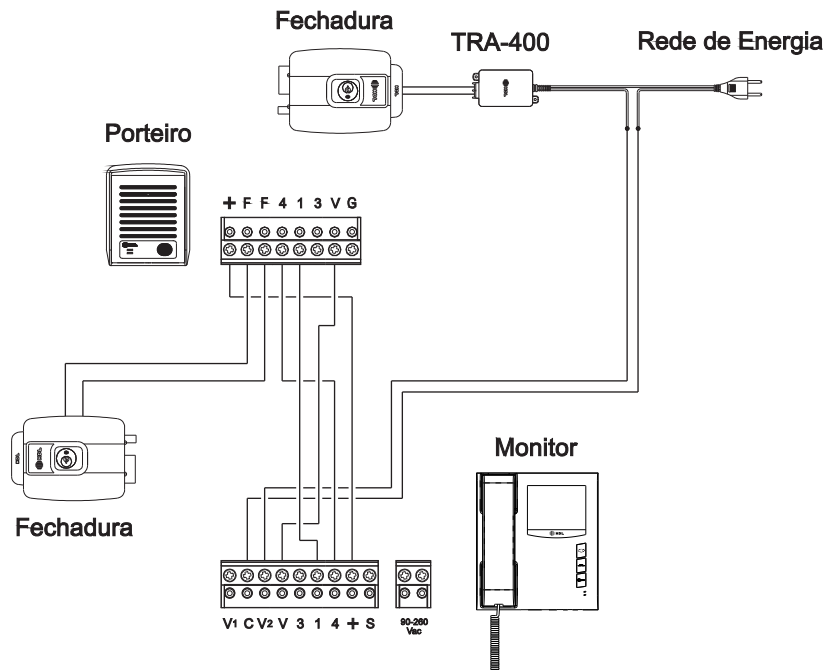 Fechadura
TRA-400
Rede de Energia
Porteiro
+ F F 4 1 3 V G
Monitor
HDL
Fechadura
V1 C V2 V 3 1 4 + S
90-260
Vac